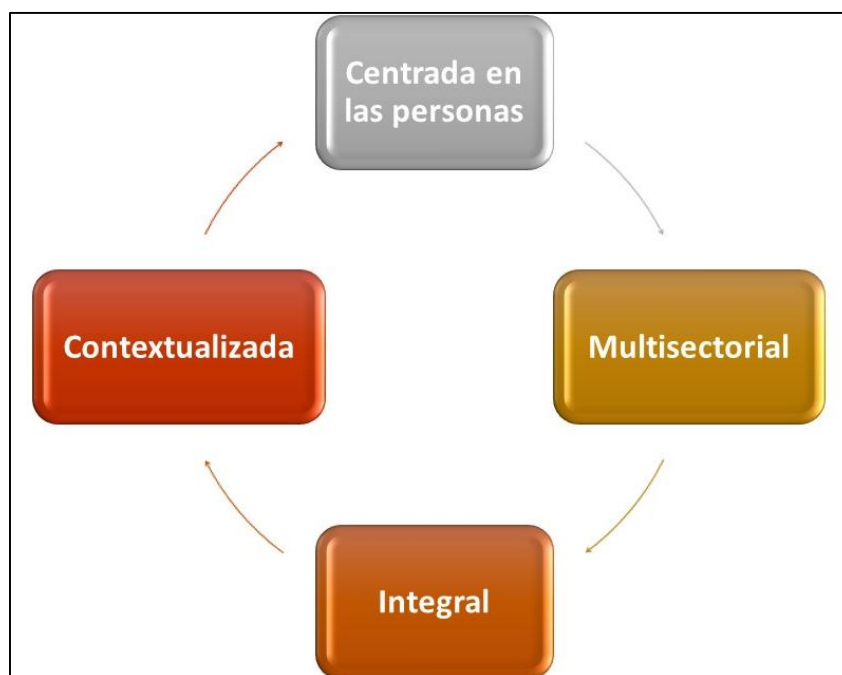 Centrada en
las personas
Multisectorial
Integral
Contextualizada